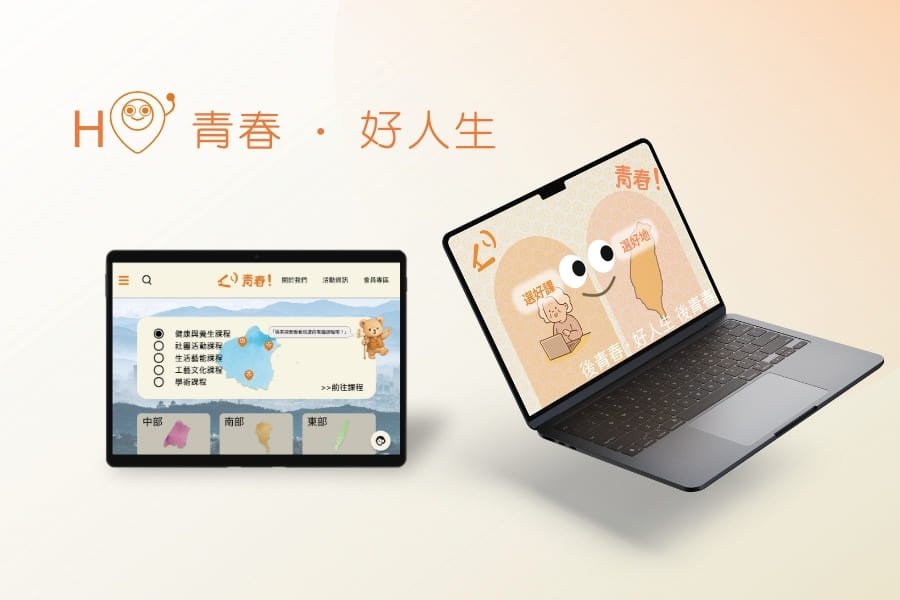 H 青春 · 好人生
青春!
關於我們 活動資訊 會員專區
健康與養生課程
社團活動課程
生活藝能課程
工藝文化課程
學術課程
>>前往課程
中部 南部 東部
青春!
選好課
選好地
後青春·好人生 後青春